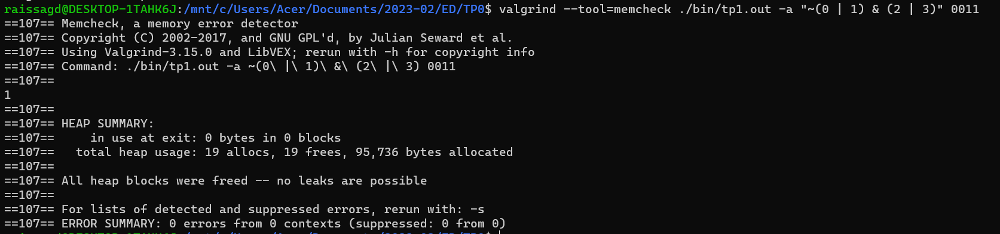 raissagd@DESKTOP-1TAHK6J:/mnt/c/Users/Acer/Documents/2023-02/ED/TP0$ valgrind --tool=memcheck ./bin/tp1.out -a "~(0 | 1) & (2 | 3)" 0011
==107== Memcheck, a memory error detector
==107== Copyright (C) 2002-2017, and GNU GPL'd, by Julian Seward et al.
==107== Using Valgrind-3.15.0 and LibVEX; rerun with -h for copyright info
==107== Command: ./bin/tp1.out -a ~(0\ |\ 1)\ &\ (2\ |\ 3) 0011
==107==
1
==107==
==107== HEAP SUMMARY:
==107==     in use at exit: 0 bytes in 0 blocks
==107==   total heap usage: 19 allocs, 19 frees, 95,736 bytes allocated
==107==
==107== All heap blocks were freed -- no leaks are possible
==107==
==107== For lists of detected and suppressed errors, rerun with: -s
==107== ERROR SUMMARY: 0 errors from 0 contexts (suppressed: 0 from 0)